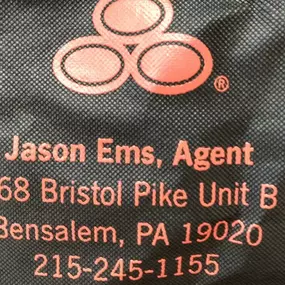 ®
Jason Ems, Agent
68 Bristol Pike Unit B
Bensalem, PA 19020
215-245-1155